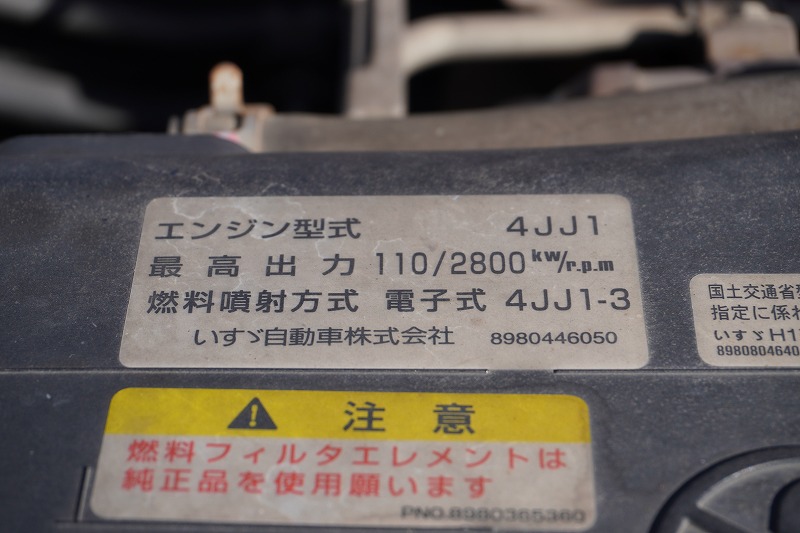 エンジン型式 4JJ1
最高出力 110/2800 kW/r.p.m
燃料噴射方式 電子式 4JJ1-3
いすゞ自動車株式会社 8980446050
国土交通省
指定に係
いすゞH1
898080464
注意
燃料フィルタエレメントは
純正品を使用願います
PNO.8980365360